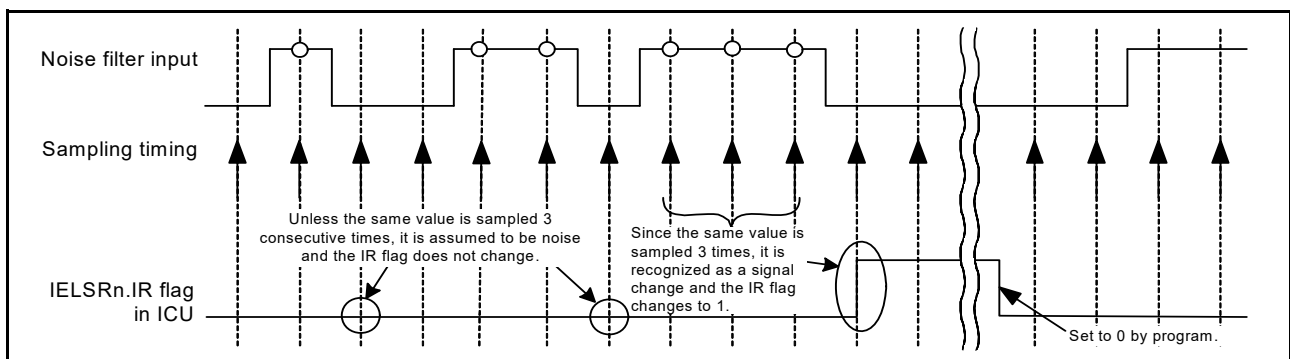 Noise filter input
Sampling timing
Unless the same value is sampled 3
consecutive times, it is assumed to be noise
and the IR flag does not change.
Since the same value is
sampled 3 times, it is
recognized as a signal
change and the IR flag
changes to 1.
IELSRn.IR flag
in ICU
Set to 0 by program.